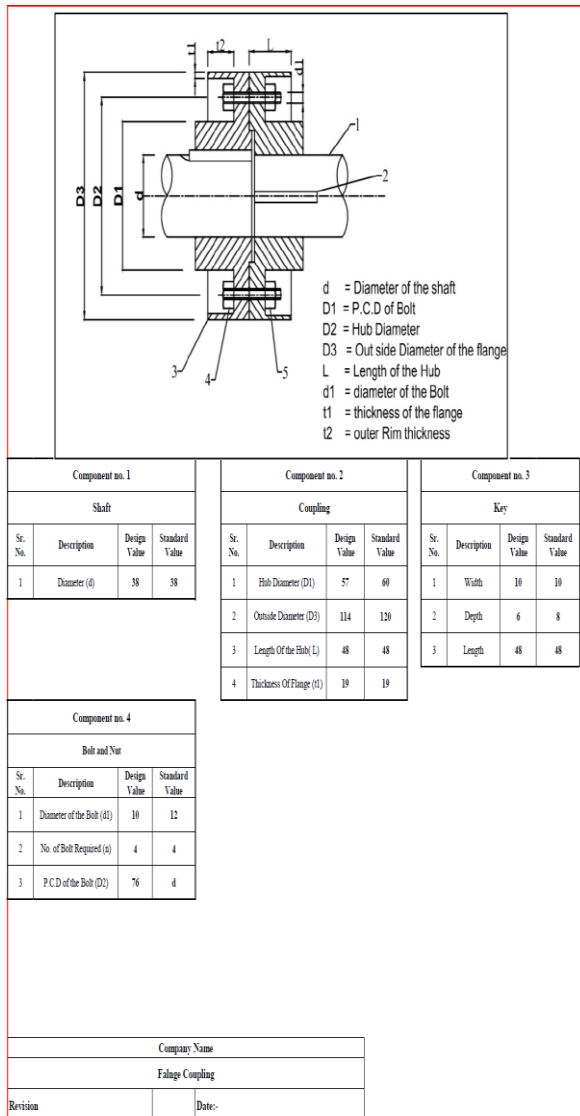 t1
t2
L
d1
1
2
D3
D2
D1
d
3
4
5
d = Diameter of the shaft
D1 = P.C.D of Bolt
D2 = Hub Diameter
D3 = Out side Diameter of the flange
L = Length of the Hub
d1 = diameter of the Bolt
t1 = thickness of the flange
t2 = outer Rim thickness
Component no. 1
Shaft
Sr. No. Description Design Value Standard Value
1 Diameter (d) 38 38
Component no. 2
Coupling
Sr. No. Description Design Value Standard Value
1 Hub Diameter (D1) 57 60
2 Outside Diameter (D3) 114 120
3 Length Of the Hub( L) 48 48
4 Thickness Of Flange (t1) 19 19
Component no. 3
Key
Sr. No. Description Design Value Standard Value
1 Width 10 10
2 Depth 6 8
3 Length 48 48
Component no. 4
Bolt and Nut
Sr. No. Description Design Value Standard Value
1 Diameter of the Bolt (d1) 10 12
2 No. of Bolt Required (n) 4 4
3 P.C.D of the Bolt (D2) 76 d
Company Name
Falnge Coupling
Revision Date:-